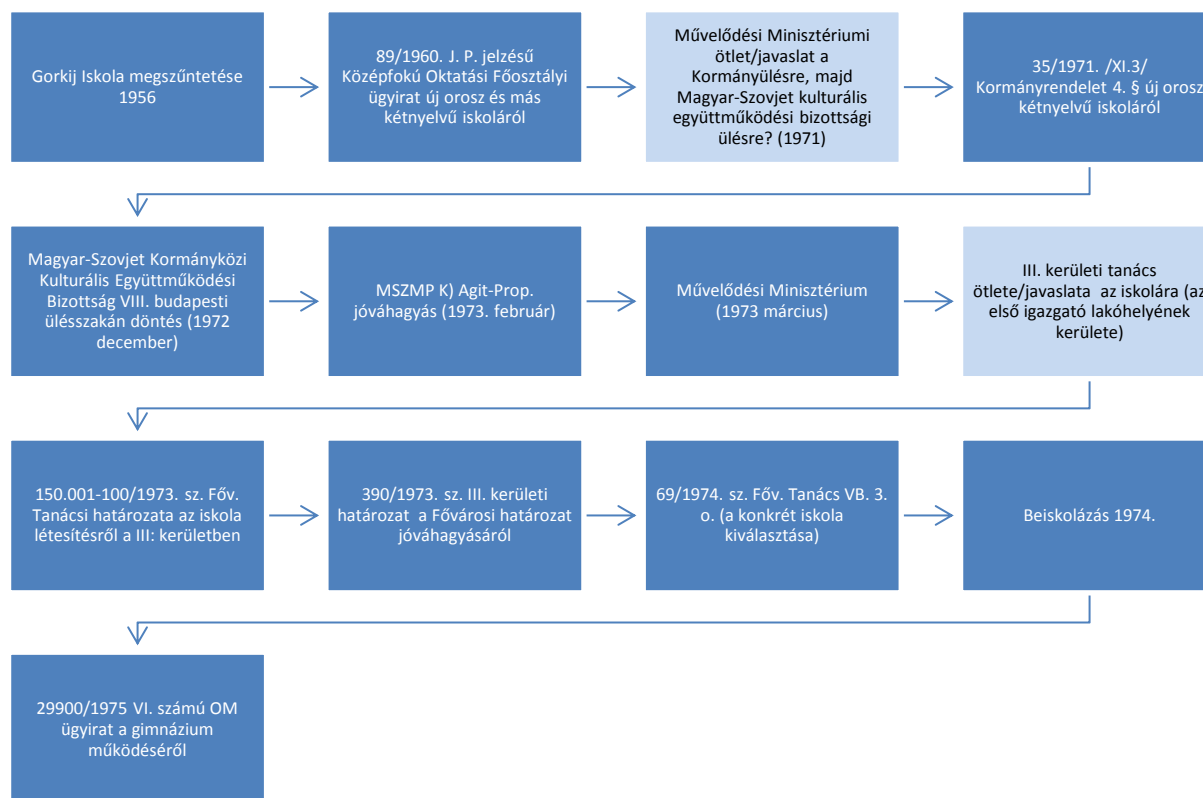 Gorkij Iskola megszűntetése
1956
89/1960. J. P. jelzésű
Középfokú Oktatási Főosztályi
ügyirat új orosz és más
kétnyelvű iskoláról
Művelődési Minisztériumi
ötlet/javaslat a
Kormányülésre, majd
Magyar-Szovjet kulturális
együttműködési bizottsági
ülésre? (1971)
35/1971. /XI.3/
Kormányrendelet 4. § új orosz
kétnyelvű iskoláról
Magyar-Szovjet Kormányközi
Kulturális Együttműködési
Bizottság VIII. budapesti
ülésszakán döntés (1972
december)
MSZMP K) Agit-Prop.
jóváhagyás (1973. február)
Művelődési Minisztérium
(1973 március)
III. kerületi tanács
ötlete/javaslata az iskolára (az
első igazgató lakóhelyének
kerülete)
150.001-100/1973. sz. Főv.
Tanácsi határozata az iskola
létesítésről a III: kerületben
390/1973. sz. III. kerületi
határozat a Fővárosi határozat
jóváhagyásáról
69/1974. sz. Főv. Tanács VB. 3.
o. (a konkrét iskola
kiválasztása)
Beiskolázás 1974.
29900/1975 VI. számú OM
ügyirat a gimnázium
működéséről